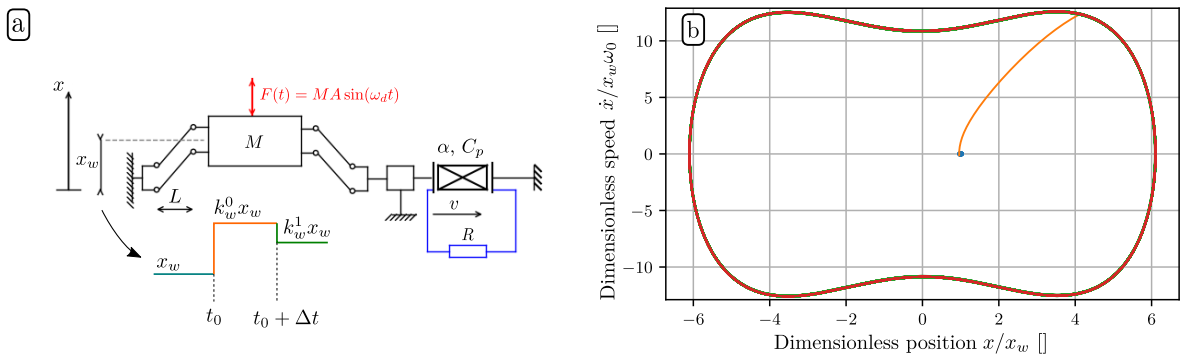 a
x
F(t) = MA sin(ω_d t)
M
x_w
α, C_p
L
v
R
k_w^0 x_w
k_w^1 x_w
x_w
t_0
t_0 + Δt
b
Dimensionless speed ẋ/x_w ω_0 []
10
5
0
−5
−10
−6 −4 −2 0 2 4 6
Dimensionless position x/x_w []